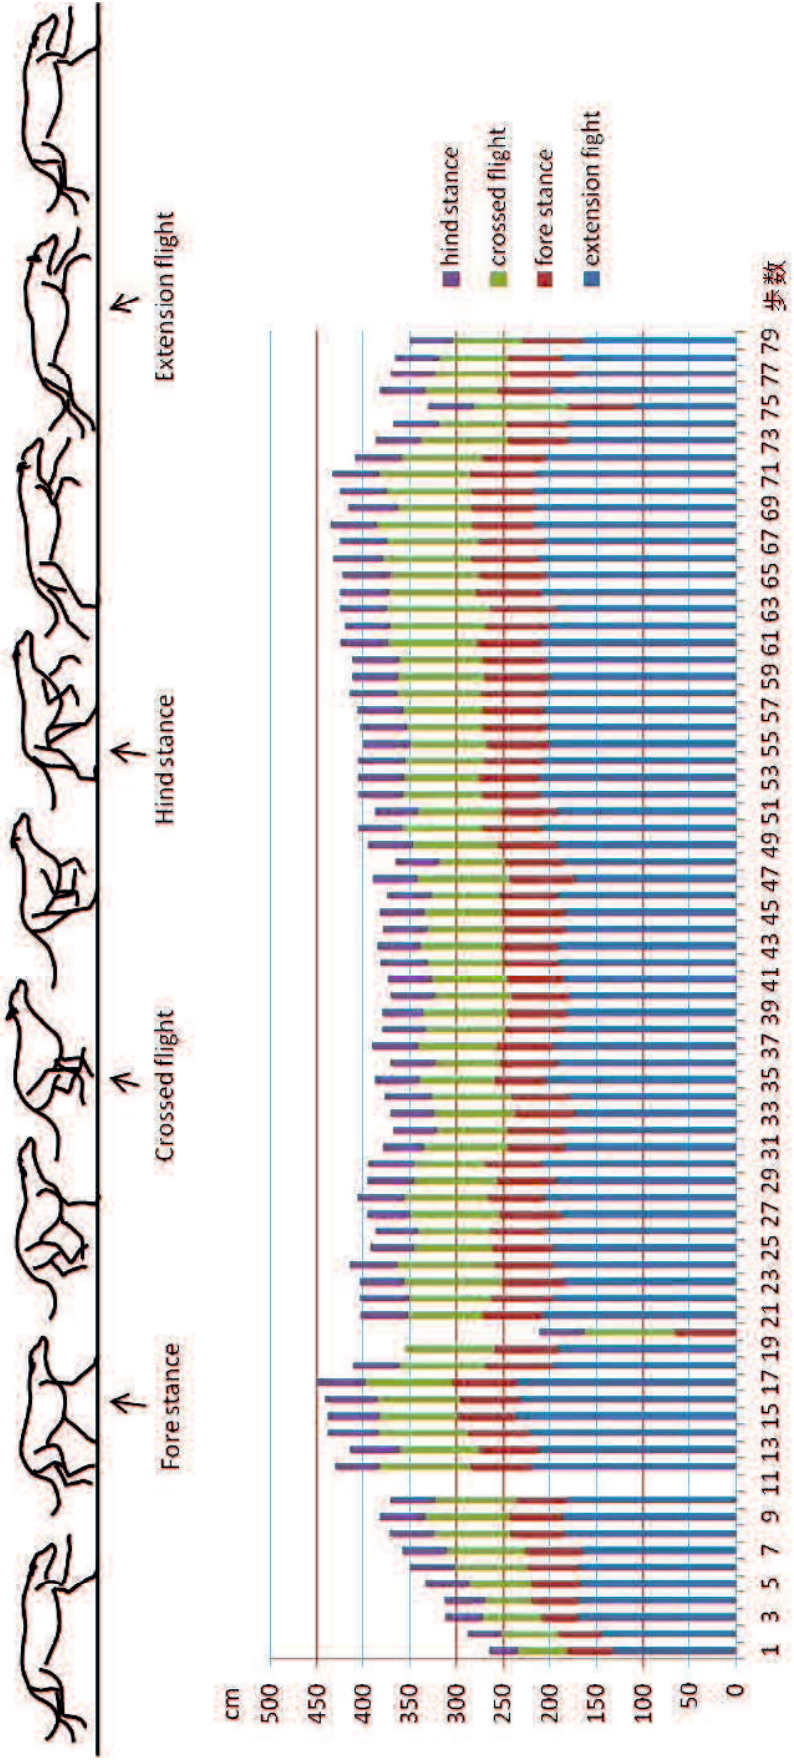 Fore stance
Crossed flight
Hind stance
Extension flight
cm
500
450
400
350
300
250
200
150
100
50
0
hind stance
crossed flight
fore stance
extension fight
1 3 5 7 9 11 13 15 17 19 21 23 25 27 29 31 33 35 37 39 41 43 45 47 49 51 53 55 57 59 61 63 65 67 69 71 73 75 77 79
歩数